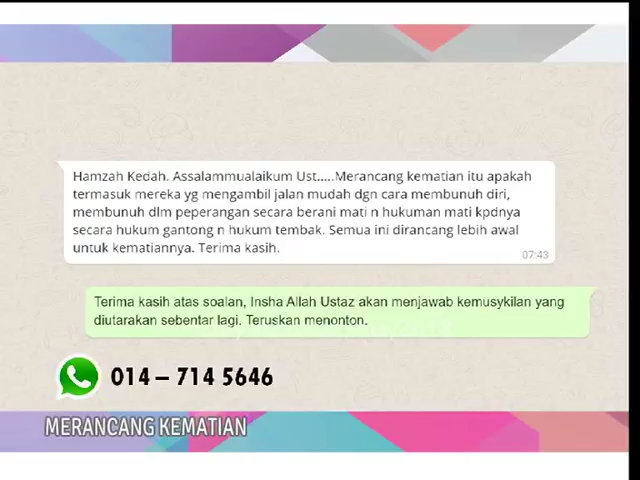 Hamzah Kedah. Assalammualaikum Ust.....Merancang kematian itu apakah
termasuk mereka yg mengambil jalan mudah dgn cara membunuh diri,
membunuh dlm peperangan secara berani mati n hukuman mati kpdnya
secara hukum gantong n hukum tembak. Semua ini dirancang lebih awal
untuk kematiannya. Terima kasih.
07:43
Terima kasih atas soalan, Insha Allah Ustaz akan menjawab kemusykilan yang
diutarakan sebentar lagi. Teruskan menonton.
014 – 714 5646
MERANCANG KEMATIAN